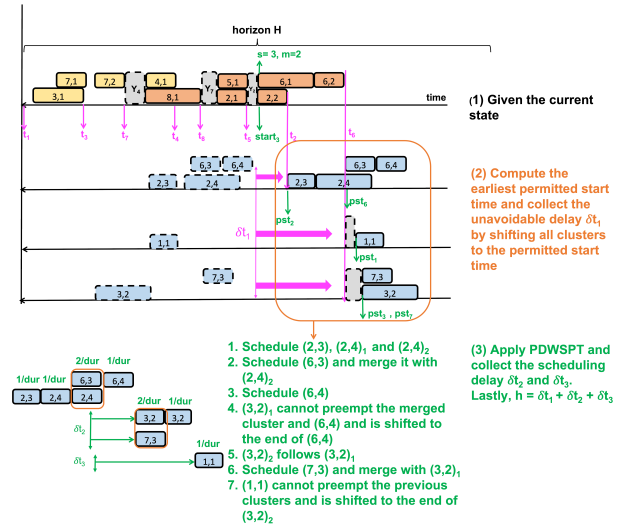 horizon H
s= 3, m=2
7,1
7,2
Y4
4,1
Y7
5,1
6,1
6,2
3,1
8,1
2,1
2,2
time
(1) Given the current
state
t1
t3
t7
t4
t8
t5
start3
t2
t6
6,3
6,4
6,3
6,4
2,3
2,4
2,3
2,4
pst2
pst6
δt1
1,1
1,1
pst1
7,3
7,3
3,2
3,2
pst3 , pst7
(2) Compute the
earliest permitted start
time and collect the
unavoidable delay δt1
by shifting all clusters
to the permitted start
time
1. Schedule (2,3), (2,4)1 and (2,4)2
2. Schedule (6,3) and merge it with
(2,4)2
3. Schedule (6,4)
4. (3,2)1 cannot preempt the merged
cluster and (6,4) and is shifted to
the end of (6,4)
5. (3,2)2 follows (3,2)1
6. Schedule (7,3) and merge with (3,2)1
7. (1,1) cannot preempt the previous
clusters and is shifted to the end of
(3,2)2
(3) Apply PDWSPT and
collect the scheduling
delay δt2 and δt3.
Lastly, h = δt1 + δt2 + δt3
2/dur 1/dur
1/dur 1/dur
6,3
6,4
2,3
2,4
2,4
2/dur 1/dur
δt2
3,2
3,2
7,3
1/dur
δt3
1,1